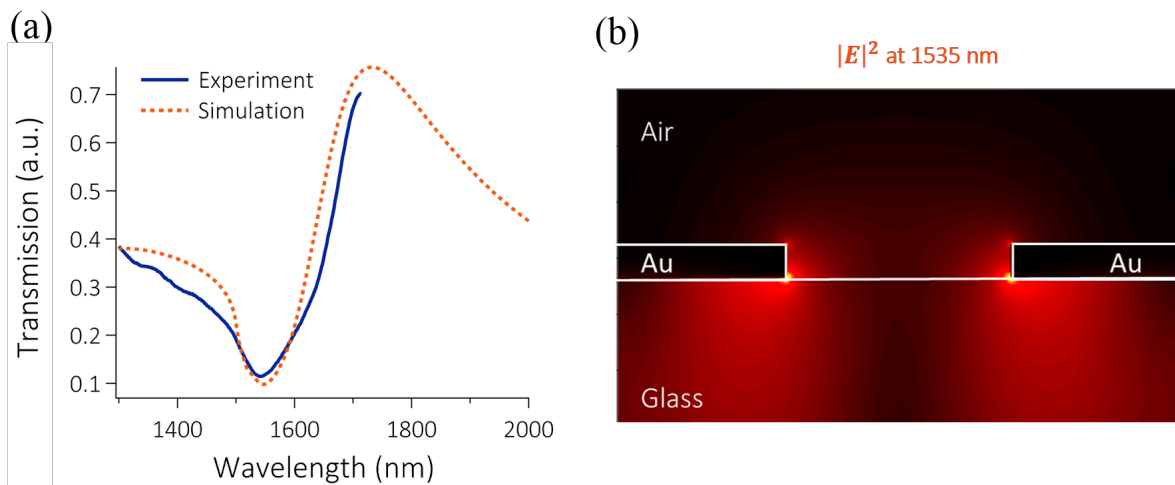 (a)
Experiment
Simulation
Transmission (a.u.)
0.7
0.6
0.5
0.4
0.3
0.2
0.1
1400
1600
1800
2000
Wavelength (nm)
(b)
|E|² at 1535 nm
Air
Au
Au
Glass